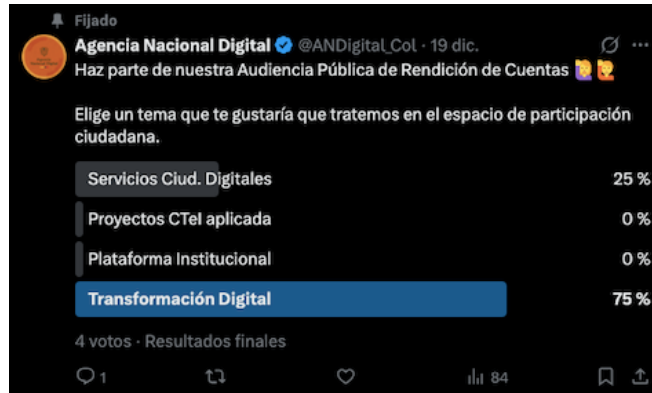 Fijado
Agencia Nacional Digital @ANDigital_Col · 19 dic.
Haz parte de nuestra Audiencia Pública de Rendición de Cuentas
Elige un tema que te gustaría que tratemos en el espacio de participación
ciudadana.
Servicios Ciud. Digitales 25 %
Proyectos CTel aplicada 0 %
Plataforma Institucional 0 %
Transformación Digital 75 %
4 votos · Resultados finales
1 84